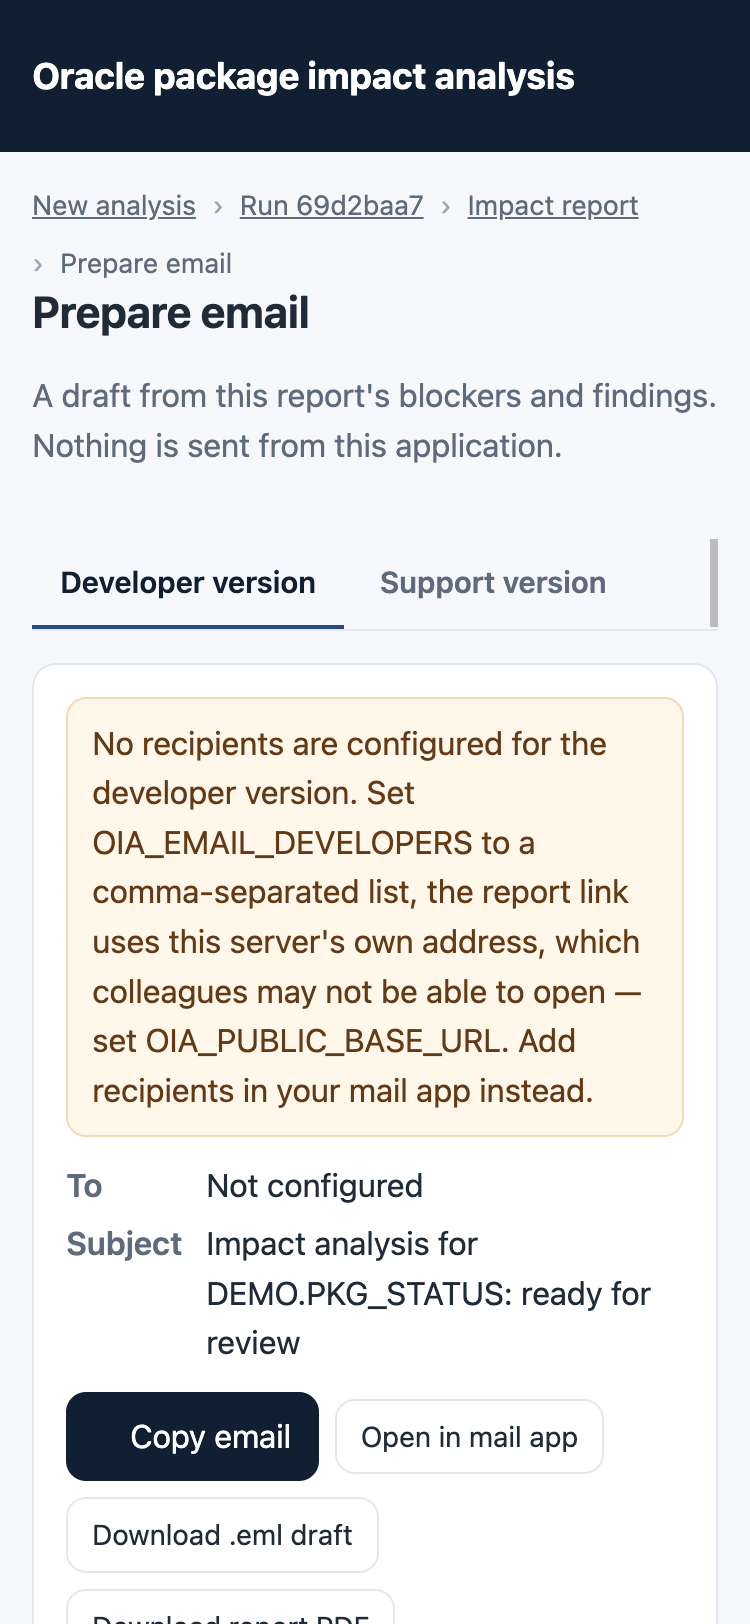 Oracle package impact analysis
New analysis › Run 69d2baa7 › Impact report
› Prepare email
Prepare email
A draft from this report's blockers and findings.
Nothing is sent from this application.
Developer version Support version
No recipients are configured for the
developer version. Set
OIA_EMAIL_DEVELOPERS to a
comma-separated list, the report link
uses this server's own address, which
colleagues may not be able to open —
set OIA_PUBLIC_BASE_URL. Add
recipients in your mail app instead.
To Not configured
Subject Impact analysis for
DEMO.PKG_STATUS: ready for
review
Copy email Open in mail app
Download .eml draft
Download report PDF